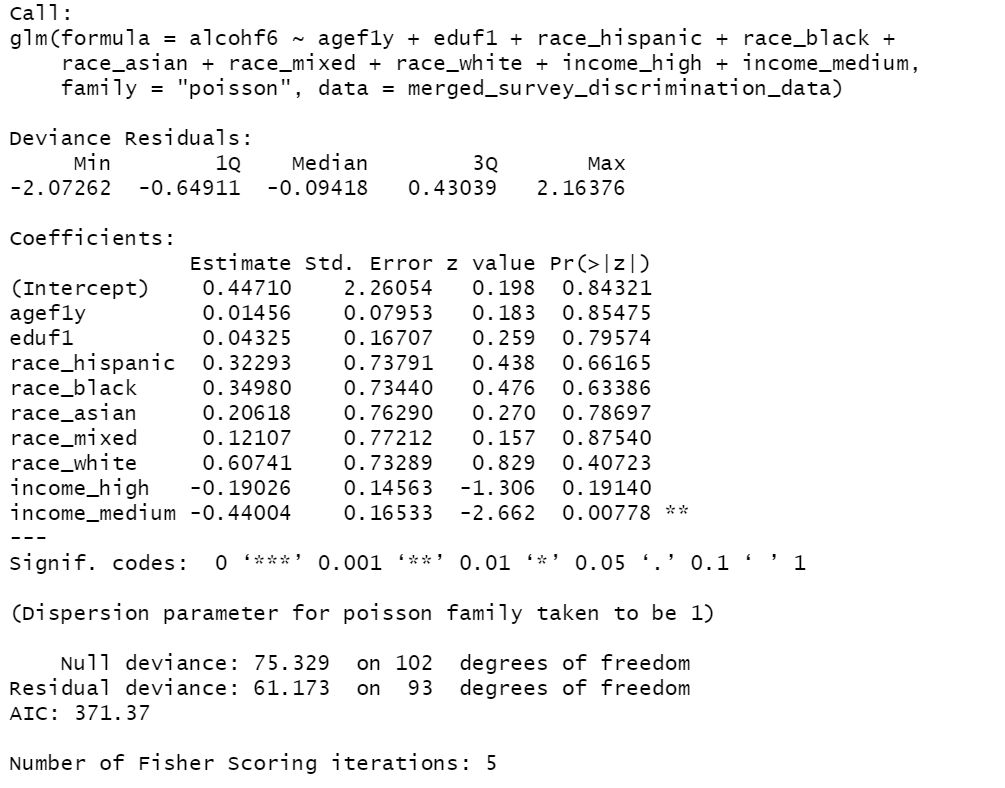 Call:
glm(formula = alcohf6 ~ agef1y + eduf1 + race_hispanic + race_black +
    race_asian + race_mixed + race_white + income_high + income_medium,
    family = "poisson", data = merged_survey_discrimination_data)

Deviance Residuals:
     Min       1Q   Median       3Q      Max
-2.07262 -0.64911 -0.09418  0.43039  2.16376

Coefficients:
              Estimate Std. Error z value Pr(>|z|)
(Intercept)    0.44710    2.26054   0.198  0.84321
agef1y         0.01456    0.07953   0.183  0.85475
eduf1          0.04325    0.16707   0.259  0.79574
race_hispanic  0.32293    0.73791   0.438  0.66165
race_black     0.34980    0.73440   0.476  0.63386
race_asian     0.20618    0.76290   0.270  0.78697
race_mixed     0.12107    0.77212   0.157  0.87540
race_white     0.60741    0.73289   0.829  0.40723
income_high   -0.19026    0.14563  -1.306  0.19140
income_medium -0.44004    0.16533  -2.662  0.00778 **
---
Signif. codes:  0 ‘***’ 0.001 ‘**’ 0.01 ‘*’ 0.05 ‘.’ 0.1 ‘ ’ 1

(Dispersion parameter for poisson family taken to be 1)

    Null deviance: 75.329  on 102  degrees of freedom
Residual deviance: 61.173  on  93  degrees of freedom
AIC: 371.37

Number of Fisher Scoring iterations: 5